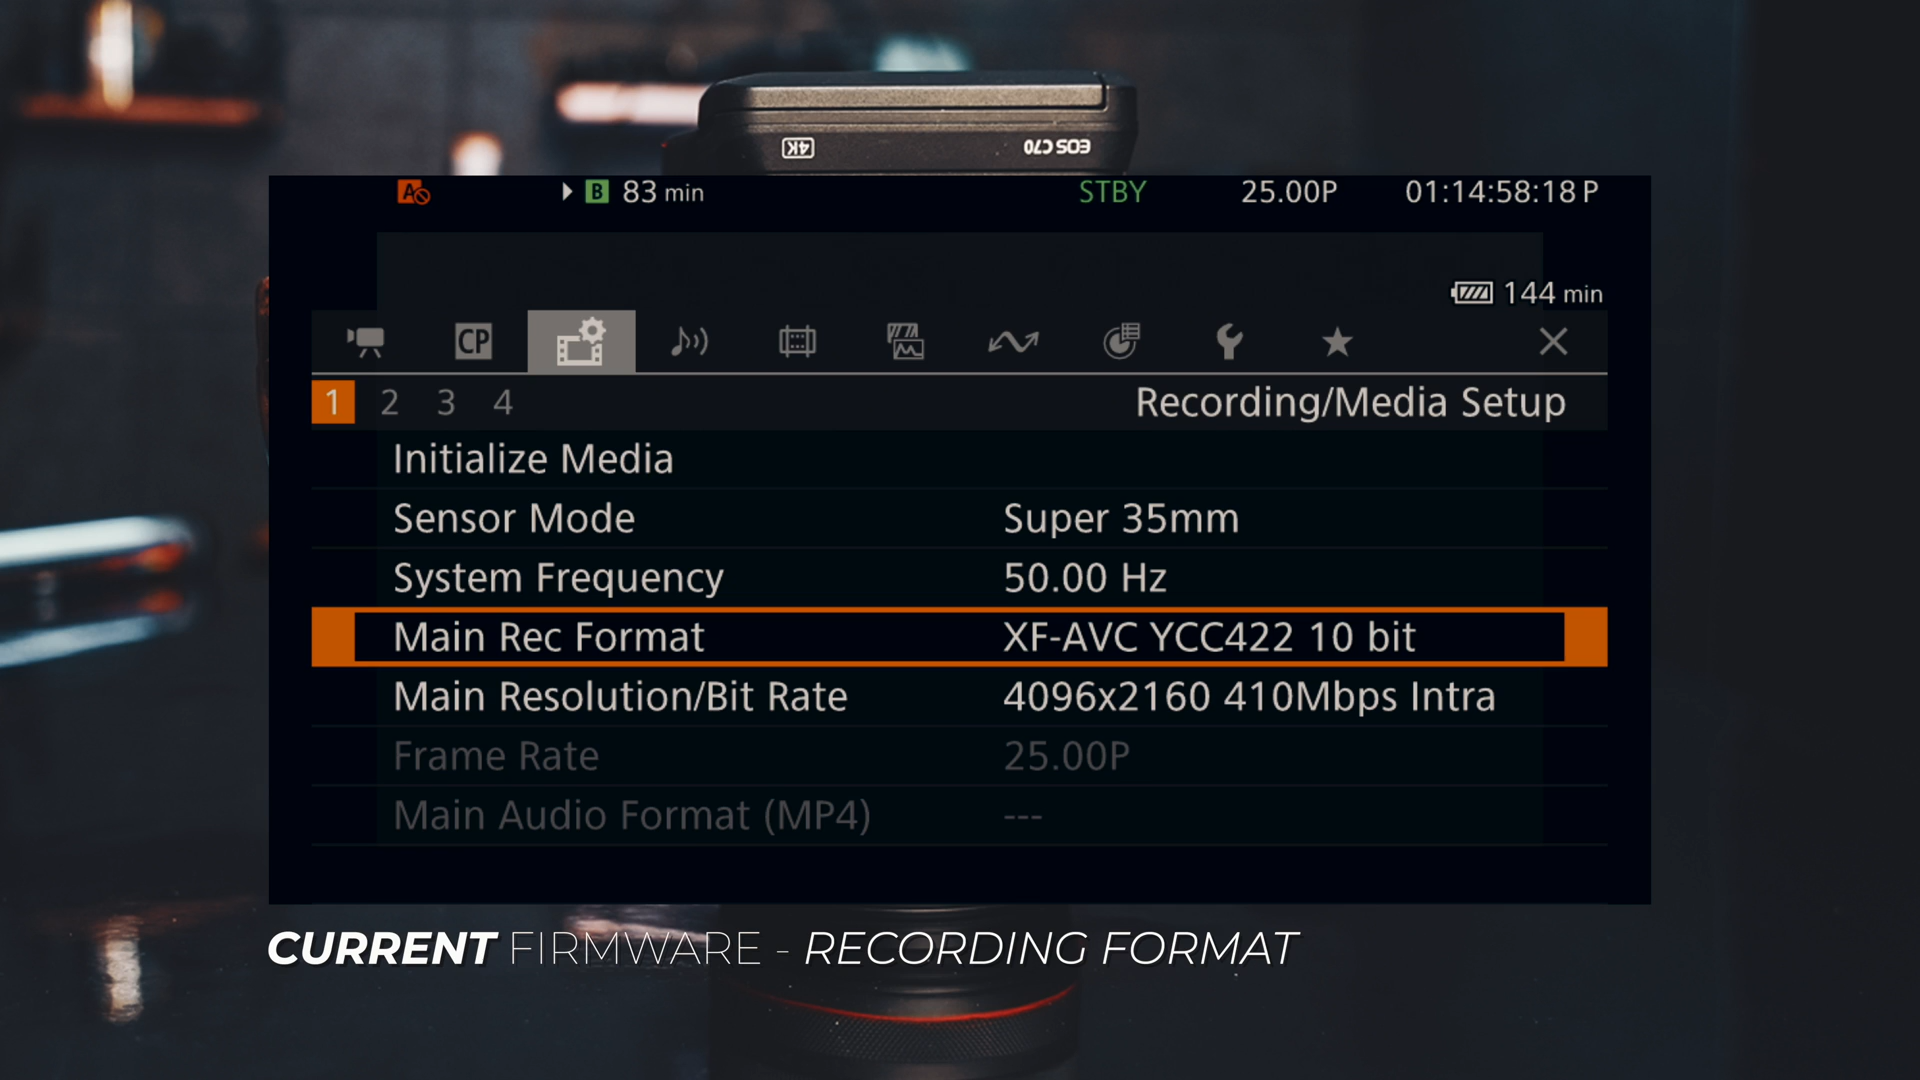 4K
EOS C70
A B 83 min STBY 25.00P 01:14:58:18 P
144 min
CP
1 2 3 4 Recording/Media Setup
Initialize Media
Sensor Mode Super 35mm
System Frequency 50.00 Hz
Main Rec Format XF-AVC YCC422 10 bit
Main Resolution/Bit Rate 4096x2160 410Mbps Intra
Frame Rate 25.00P
Main Audio Format (MP4) ---
CURRENT FIRMWARE - RECORDING FORMAT